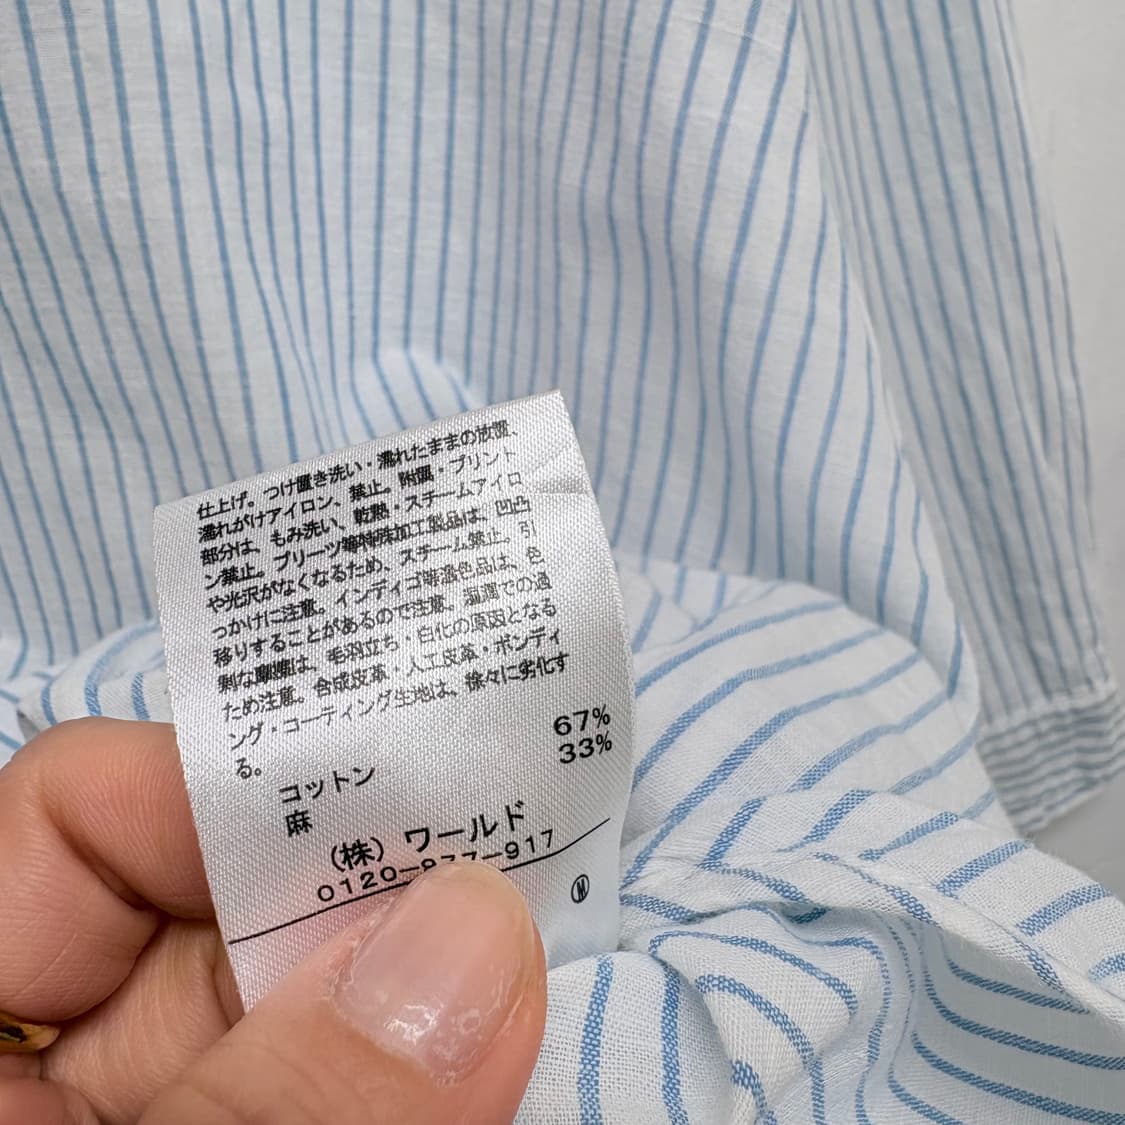 仕上げ。つけ置き洗い・濡れたままの放置、
濡れがけアイロン、禁止。附属・プリント
部分は、もみ洗い、乾熱・スチームアイロ
ン禁止。プリーツ等特殊加工製品は、凹凸
や光沢がなくなるため、スチーム禁止。引
っかけに注意。インディゴ等濃色品は、色
移りすることがあるので注意。湿潤での過
剰な摩擦は、毛羽立ち・白化の原因となる
ため注意。合成皮革・人工皮革・ボンディ
ング・コーティング生地は、徐々に劣化す
る。
コットン 67%
麻 33%
(株) ワールド
0120-977-917
Ⓜ